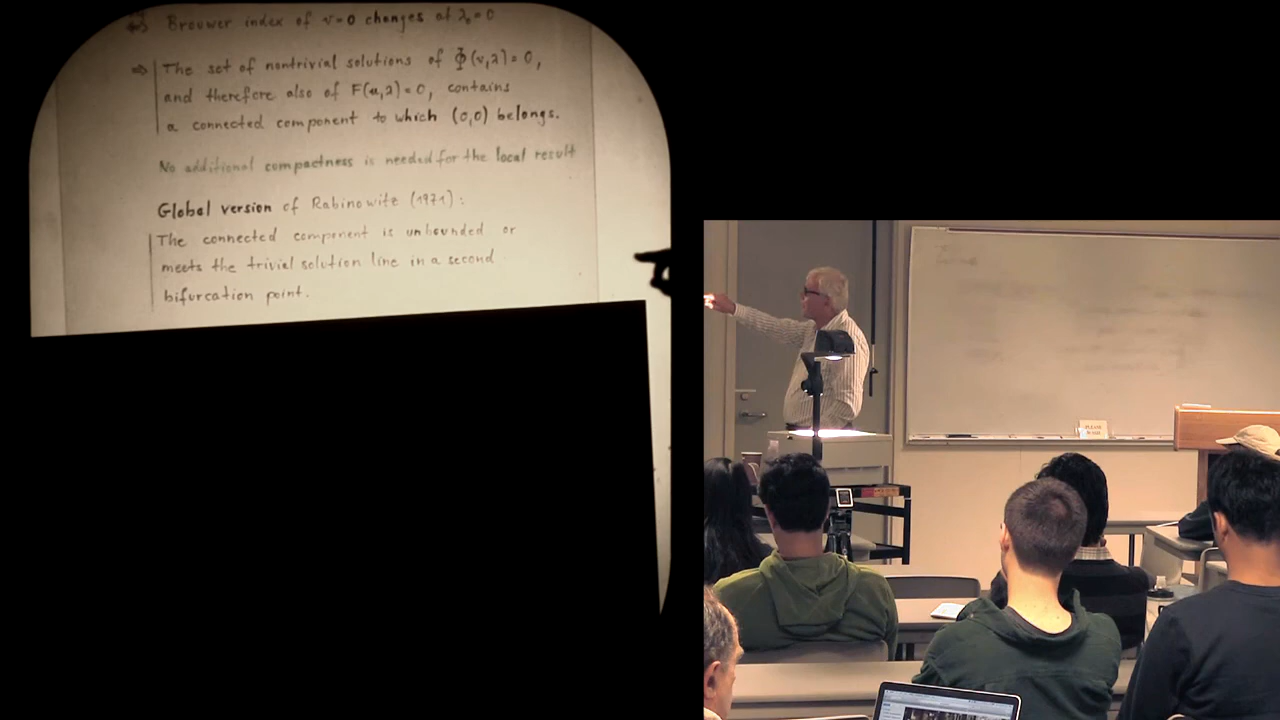 ⇔ Brouwer index of v=0 changes at λ₀=0
⇒ The set of nontrivial solutions of Φ(v,λ)=0,
and therefore also of F(u,λ)=0, contains
a connected component to which (0,0) belongs.
No additional compactness is needed for the local result
Global version of Rabinowitz (1971):
The connected component is unbounded or
meets the trivial solution line in a second
bifurcation point.
PLEASE